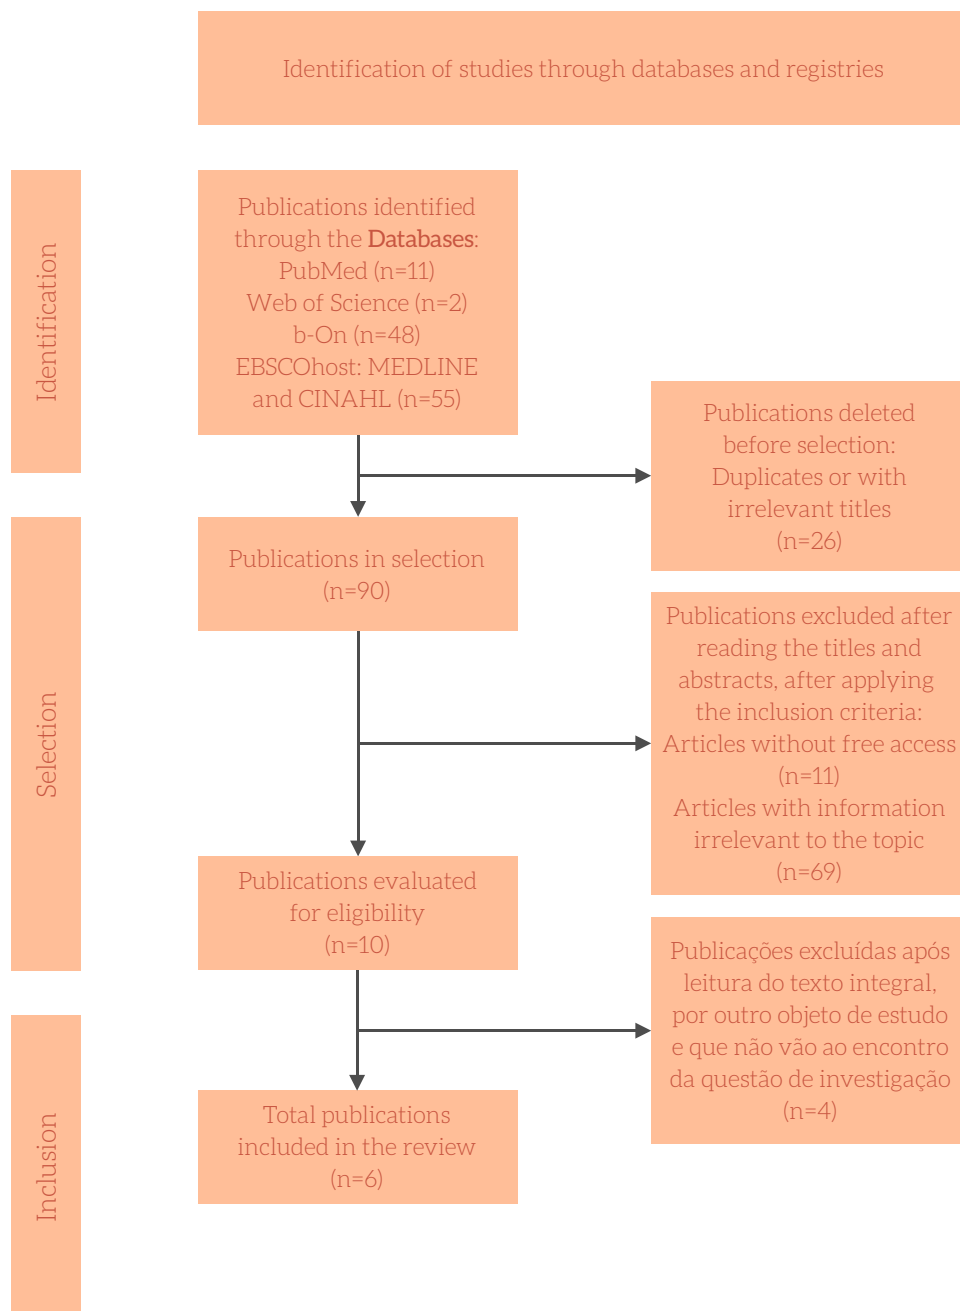 Identification of studies through databases and registries
Identification
Publications identified
through the Databases:
PubMed (n=11)
Web of Science (n=2)
b-On (n=48)
EBSCOhost: MEDLINE
and CINAHL (n=55)
Publications deleted
before selection:
Duplicates or with
irrelevant titles
(n=26)
Selection
Publications in selection
(n=90)
Publications excluded after
reading the titles and
abstracts, after applying
the inclusion criteria:
Articles without free access
(n=11)
Articles with information
irrelevant to the topic
(n=69)
Publications evaluated
for eligibility
(n=10)
Publicações excluídas após
leitura do texto integral,
por outro objeto de estudo
e que não vão ao encontro
da questão de investigação
(n=4)
Inclusion
Total publications
included in the review
(n=6)